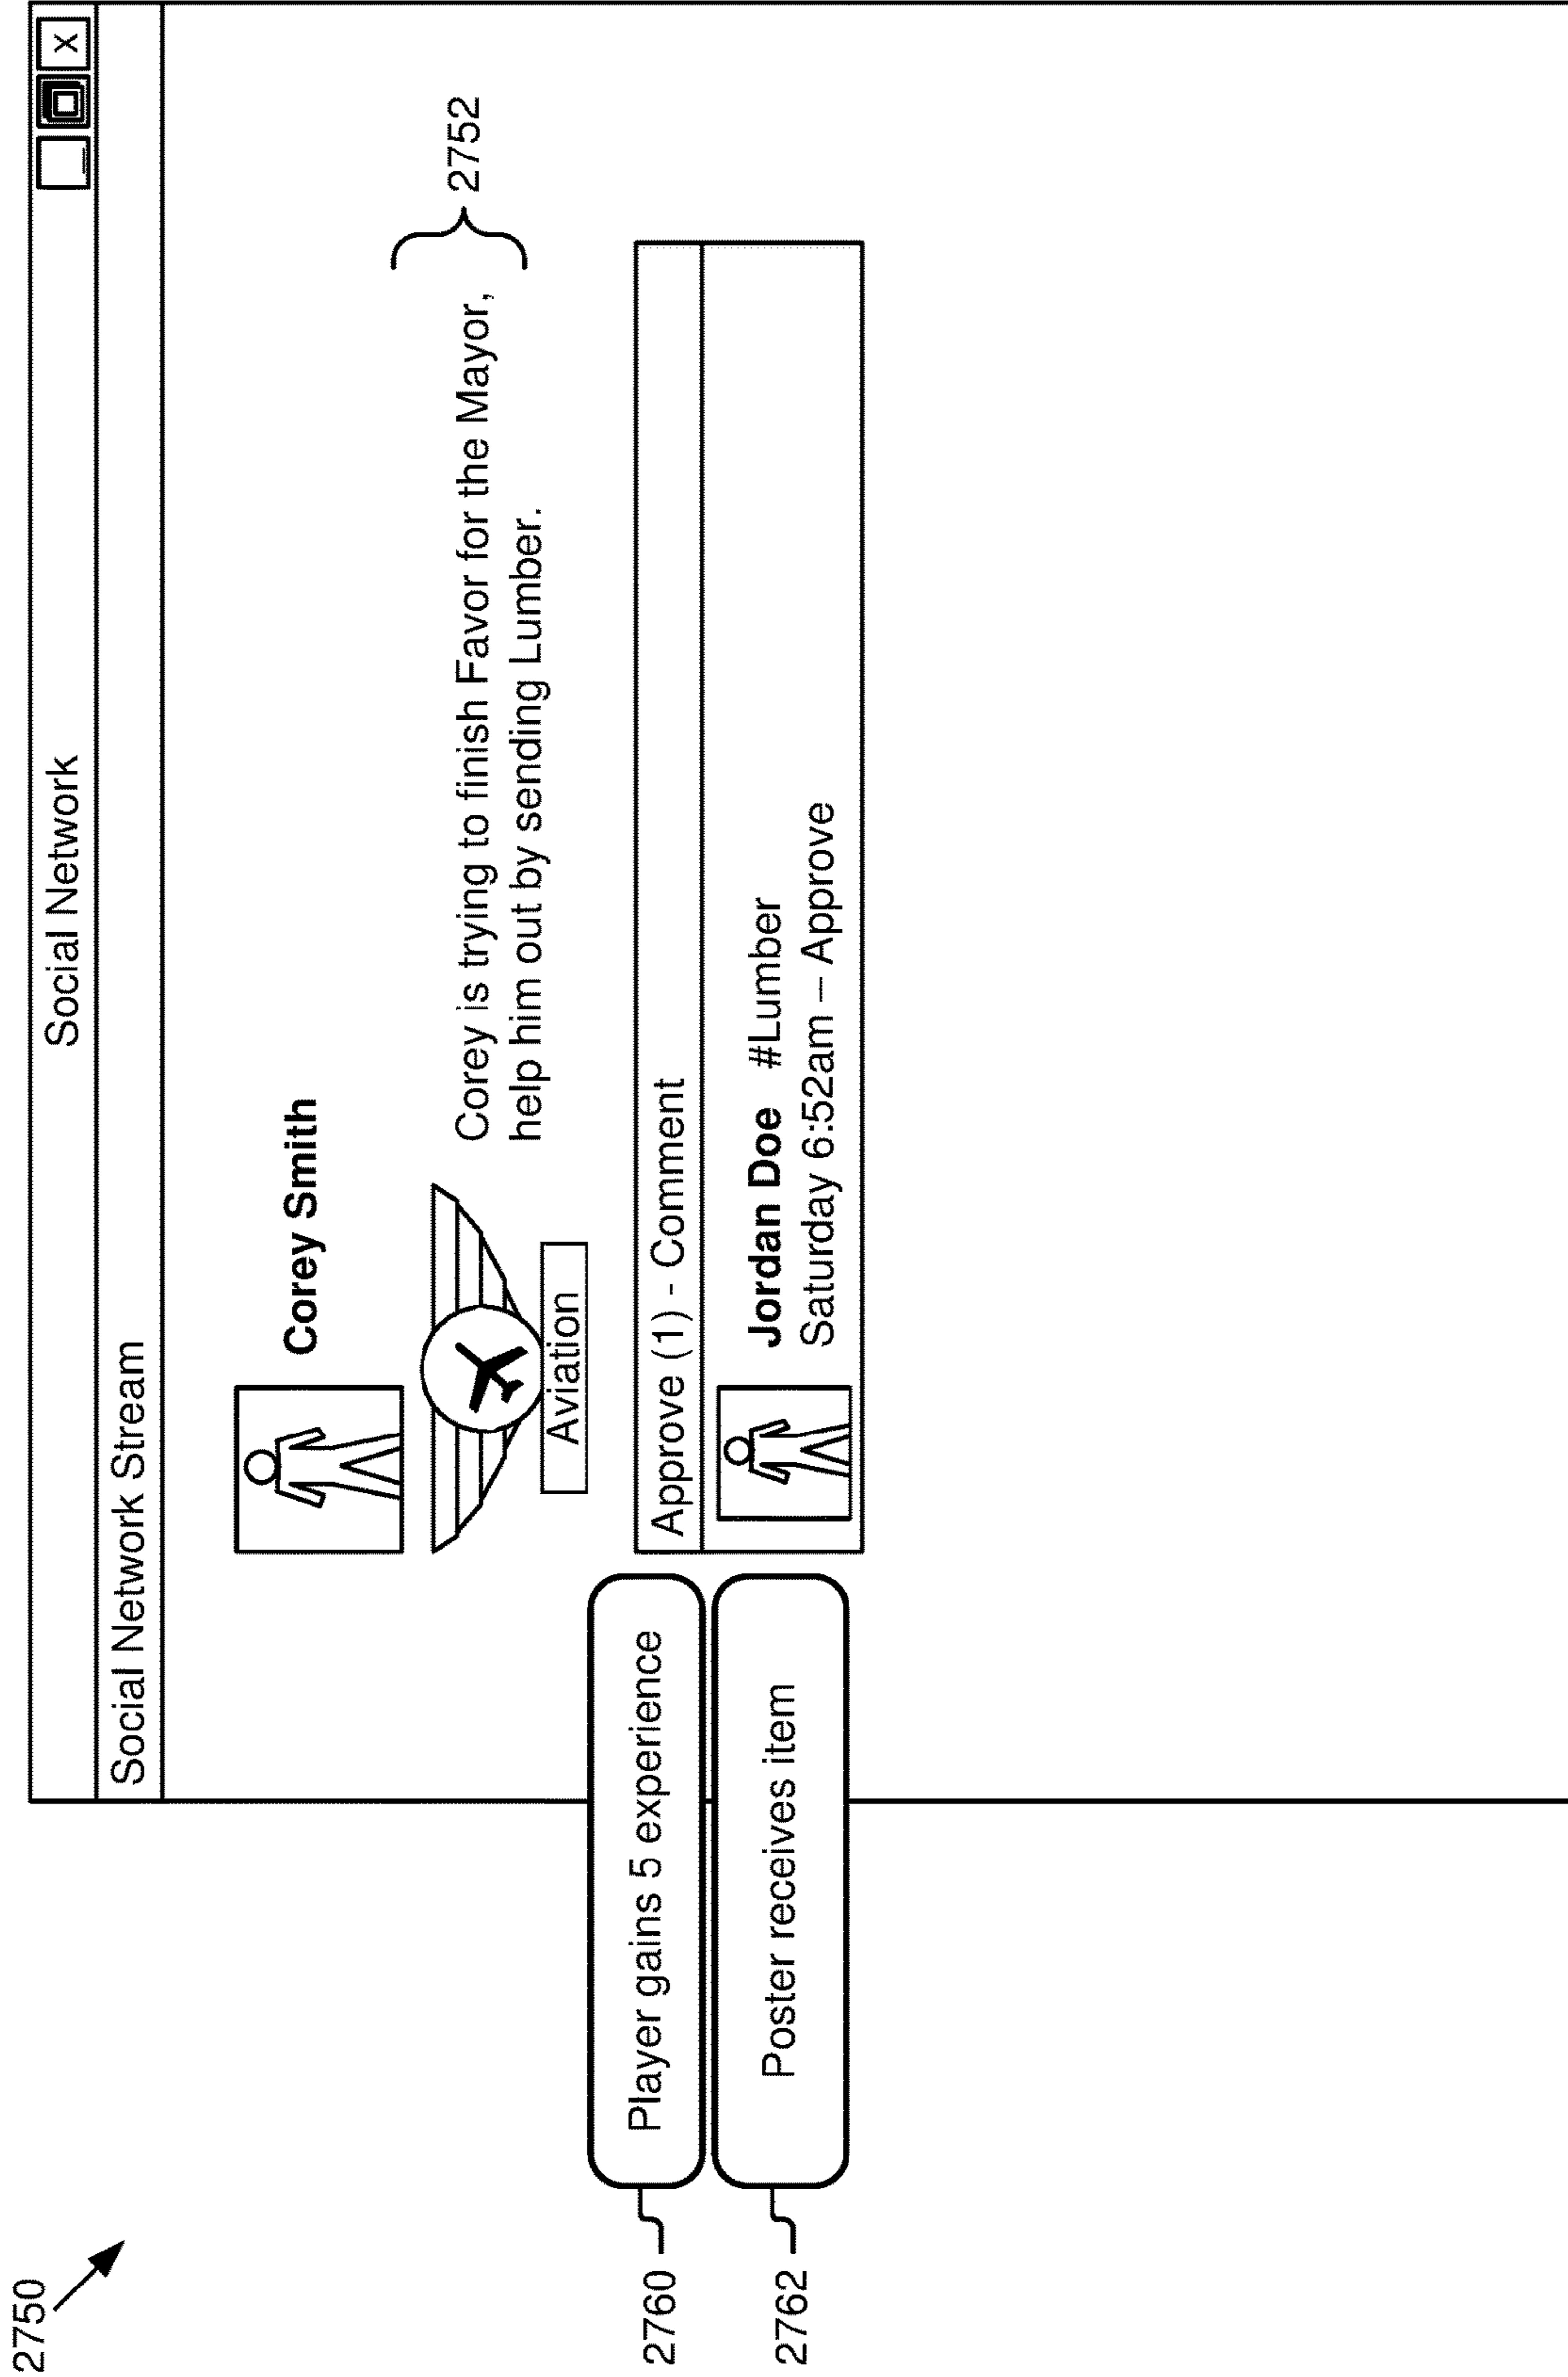 2750
Social Network
_ X
Social Network Stream
Corey Smith
Corey is trying to finish Favor for the Mayor,
help him out by sending Lumber.
2752
Aviation
2760
Player gains 5 experience
Approve (1) - Comment
2762
Poster receives item
Jordan Doe #Lumber
Saturday 6:52am – Approve